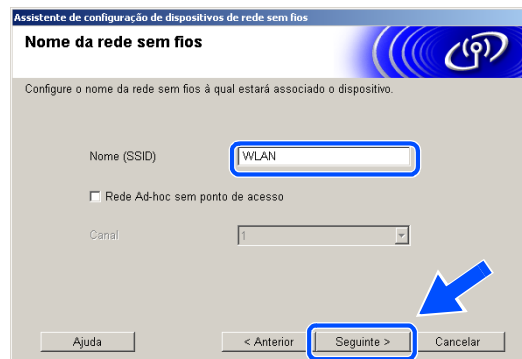 Assistente de configuração de dispositivos de rede sem fios
Nome da rede sem fios
Configure o nome da rede sem fios à qual estará associado o dispositivo.
Nome (SSID) WLAN
Rede Ad-hoc sem ponto de acesso
Canal 1
Ajuda < Anterior Seguinte > Cancelar